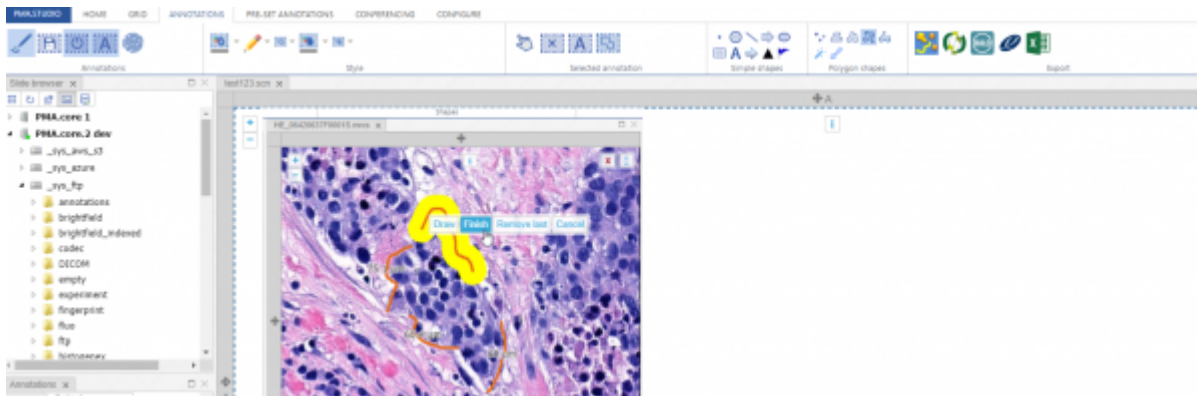 PMA.STUDIO HOME GRID ANNOTATIONS PRE-SET ANNOTATIONS CONFERENCING CONFIGURE
Annotations Style Selected annotation Simple shapes Polygon shapes Export
Slide browser x
test123.scn x
A
PMA.core 1
PMA.core.2 dev
_sys_aws_s3
_sys_azure
_sys_ftp
annotations
brightfield
brightfield_indexed
codec
DICOM
empty
experiment
fingerprint
fluo
ftp
histogenex
Annotations x
Shapes
Draw Finish Remove last Cancel